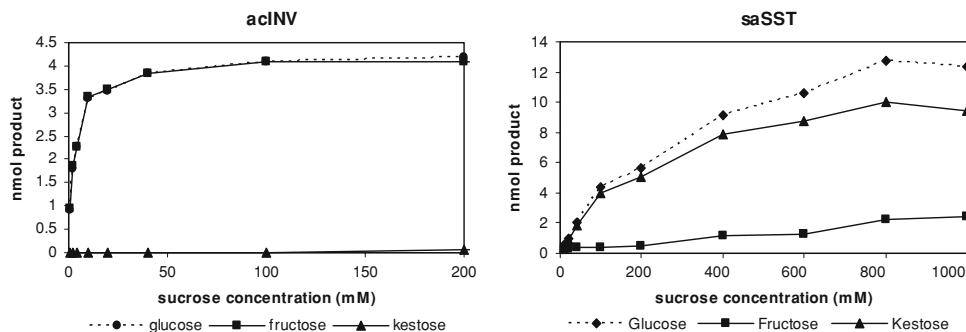 acINV
4.5
4
3.5
3
2.5
2
1.5
1
0.5
0
nmol product
0 50 100 150 200
sucrose concentration (mM)
glucose fructose kestose
saSST
14
12
10
8
6
4
2
0
nmol product
0 200 400 600 800 1000
sucrose concentration (mM)
Glucose Fructose Kestose